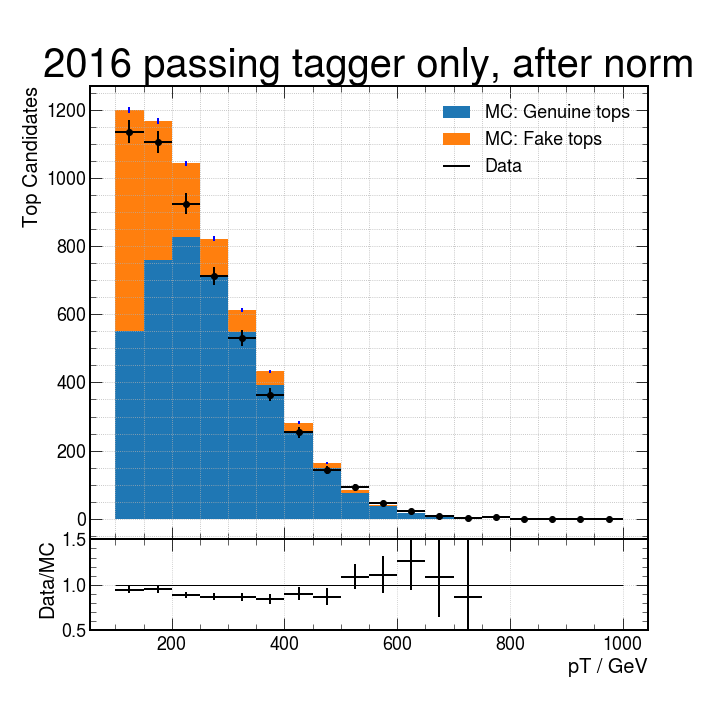 2016 passing tagger only, after norm
Top Candidates
1200
1000
800
600
400
200
0
MC: Genuine tops
MC: Fake tops
Data
Data/MC
1.5
1.0
0.5
200 400 600 800 1000
pT / GeV